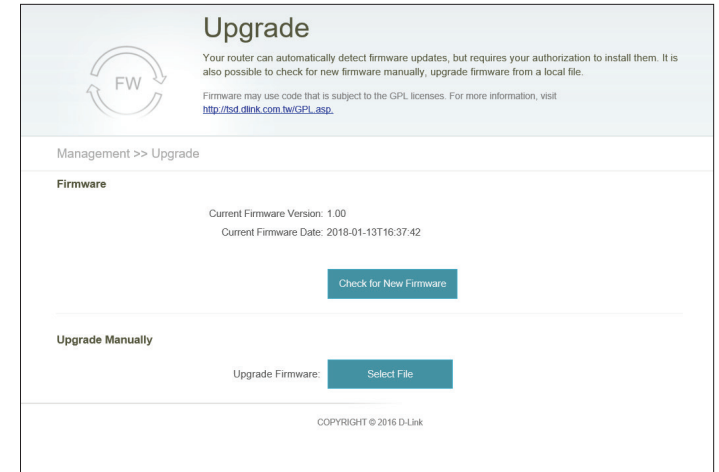 Upgrade
Your router can automatically detect firmware updates, but requires your authorization to install them. It is
also possible to check for new firmware manually, upgrade firmware from a local file.
FW
Firmware may use code that is subject to the GPL licenses. For more information, visit
http://tsd.dlink.com.tw/GPL.asp.
Management >> Upgrade
Firmware
Current Firmware Version: 1.00
Current Firmware Date: 2018-01-13T16:37:42
Check for New Firmware
Upgrade Manually
Upgrade Firmware: Select File
COPYRIGHT © 2016 D-Link